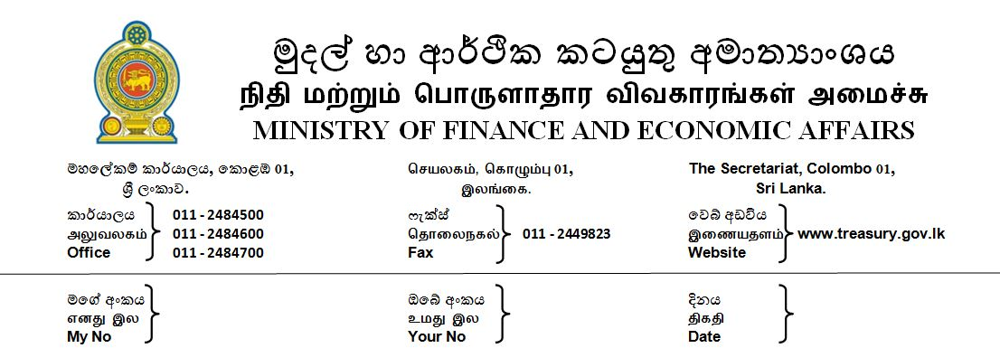 මුදල් හා ආර්ථික කටයුතු අමාත්‍යාංශය
நிதி மற்றும் பொருளாதார விவகாரங்கள் அமைச்சு
MINISTRY OF FINANCE AND ECONOMIC AFFAIRS
මහලේකම් කාර්යාලය, කොළඹ 01,
ශ්‍රී ලංකාව.
செயலகம், கொழும்பு 01,
இலங்கை.
The Secretariat, Colombo 01,
Sri Lanka.
කාර්යාලය 011 - 2484500
அலுவலகம் 011 - 2484600
Office 011 - 2484700
ෆැක්ස්
தொலைநகல் 011 - 2449823
Fax
වෙබ් අඩවිය
இணையதளம் www.treasury.gov.lk
Website
මගේ අංකය
எனது இல
My No
ඔබේ අංකය
உமது இல
Your No
දිනය
திகதி
Date